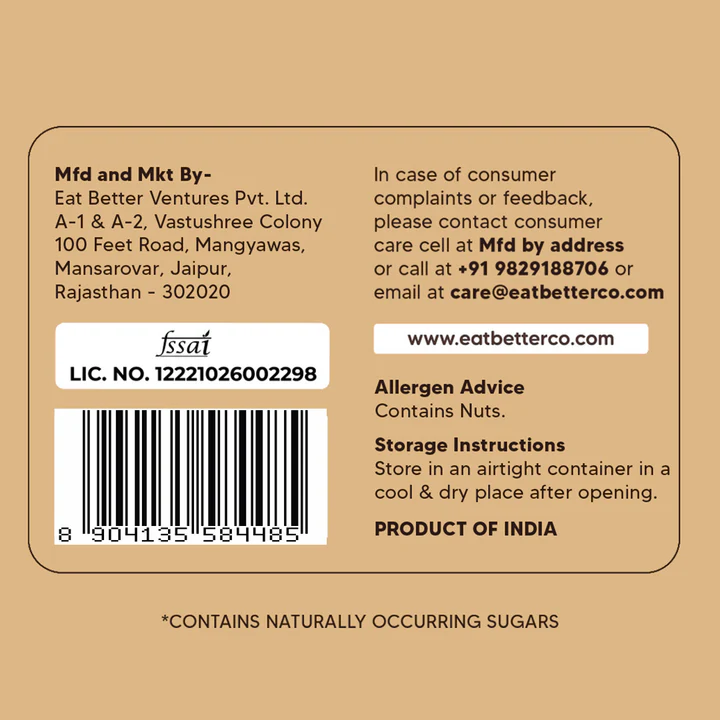 Mfd and Mkt By-
Eat Better Ventures Pvt. Ltd.
A-1 & A-2, Vastushree Colony
100 Feet Road, Mangyawas,
Mansarovar, Jaipur,
Rajasthan - 302020
fssai
LIC. NO. 12221026002298
8 904135 584485
In case of consumer
complaints or feedback,
please contact consumer
care cell at Mfd by address
or call at +91 9829188706 or
email at care@eatbetterco.com
www.eatbetterco.com
Allergen Advice
Contains Nuts.
Storage Instructions
Store in an airtight container in a
cool & dry place after opening.
PRODUCT OF INDIA
*CONTAINS NATURALLY OCCURRING SUGARS